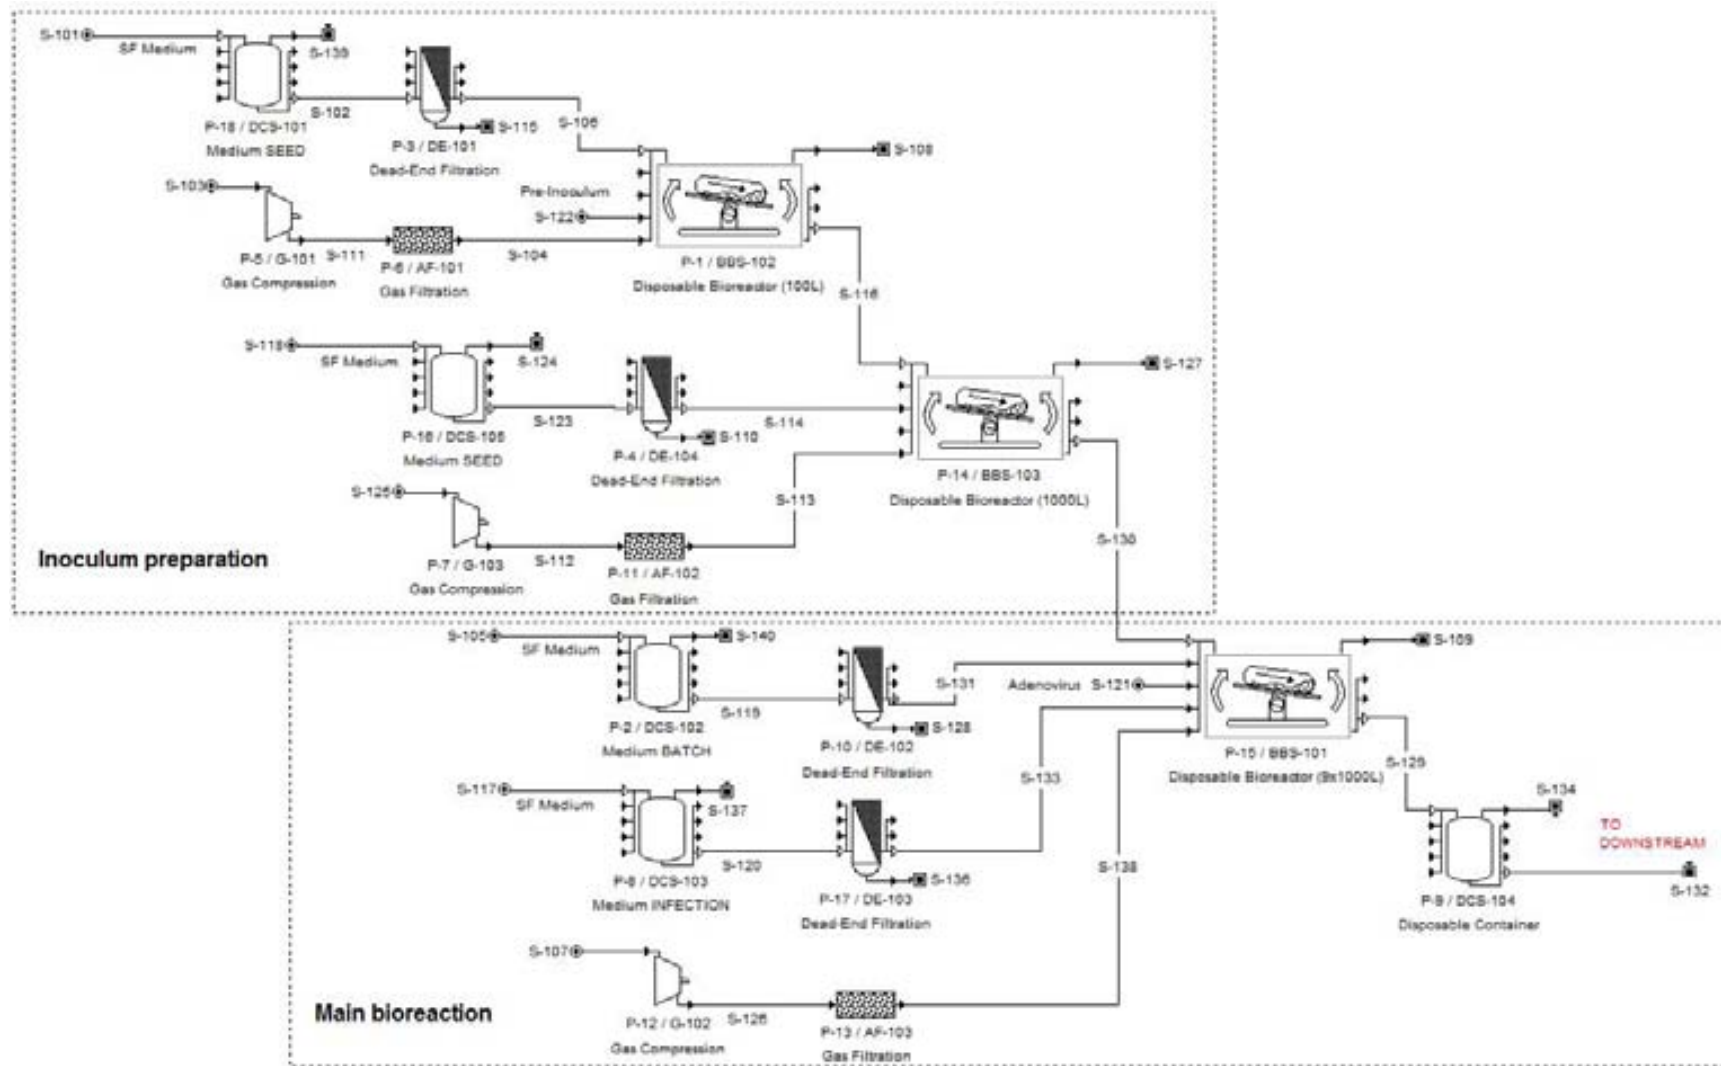 S-101
SF Medium
S-139
S-102
P-18 / DCS-101
Medium SEED
P-3 / DE-101
Dead-End Filtration
S-115
S-106
S-108
S-103
P-5 / G-101
Gas Compression
S-111
P-6 / AF-101
Gas Filtration
S-104
Pre-Inoculum
S-122
P-1 / BBS-102
Disposable Bioreactor (100L)
S-116
S-118
SF Medium
S-124
S-123
P-16 / DCS-105
Medium SEED
P-4 / DE-104
Dead-End Filtration
S-110
S-114
S-127
P-14 / BBS-103
Disposable Bioreactor (1000L)
S-125
P-7 / G-103
Gas Compression
S-112
P-11 / AF-102
Gas Filtration
S-113
S-130
Inoculum preparation
S-105
SF Medium
S-140
S-119
P-2 / DCS-102
Medium BATCH
P-10 / DE-102
Dead-End Filtration
S-128
S-131
Adenovirus
S-121
S-109
P-15 / BBS-101
Disposable Bioreactor (9x1000L)
S-117
SF Medium
S-137
S-120
P-8 / DCS-103
Medium INFECTION
P-17 / DE-103
Dead-End Filtration
S-136
S-133
S-138
S-129
S-134
TO
DOWNSTREAM
S-132
P-9 / DCS-104
Disposable Container
S-107
P-12 / G-102
Gas Compression
S-126
P-13 / AF-103
Gas Filtration
Main bioreaction